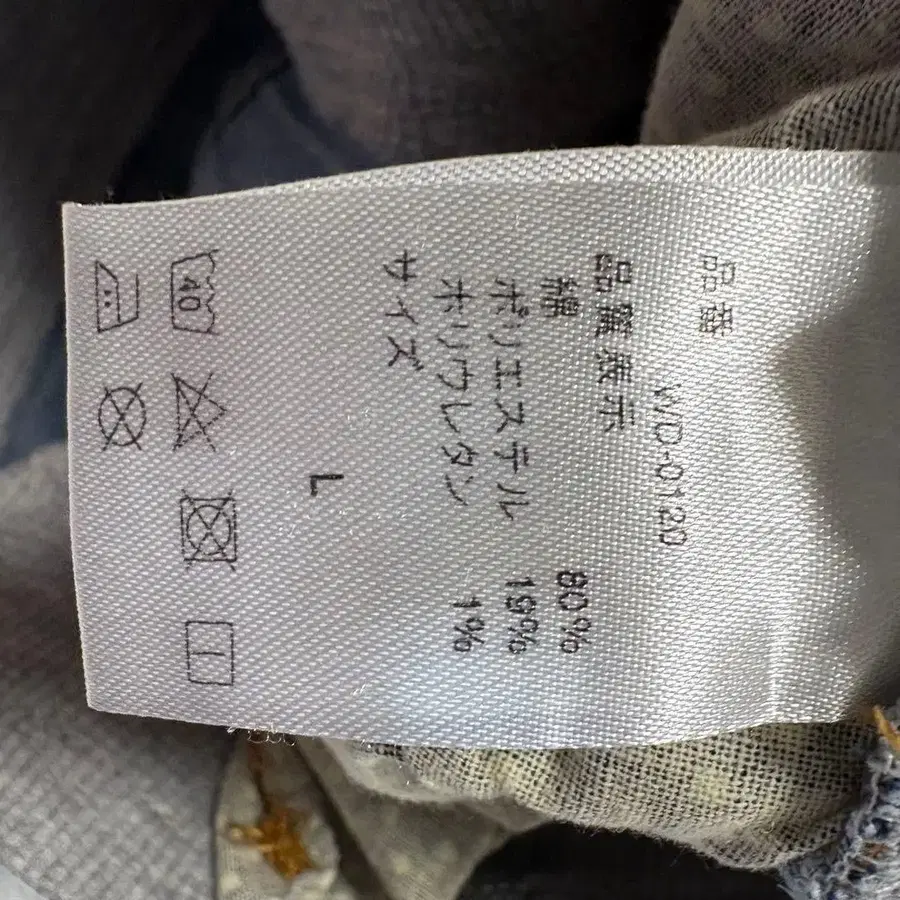 品番
WD-0120
品質表示
綿 80%
ポリエステル 19%
ポリウレタン 1%
サイズ
L
40